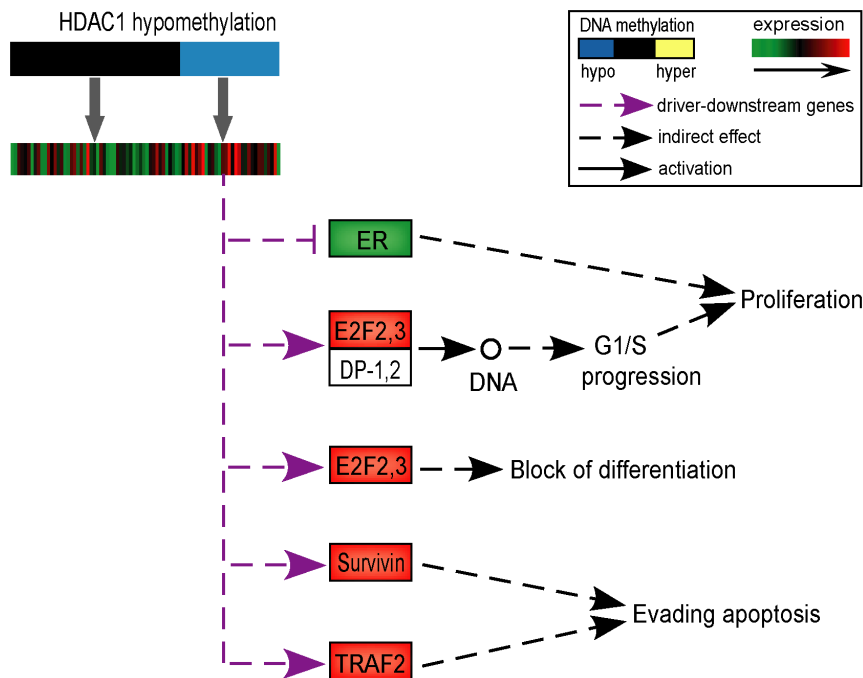 HDAC1 hypomethylation
DNA methylation
expression
hypo
hyper
driver-downstream genes
indirect effect
activation
ER
Proliferation
E2F2,3
DP-1,2
DNA
G1/S
progression
E2F2,3
Block of differentiation
Survivin
Evading apoptosis
TRAF2